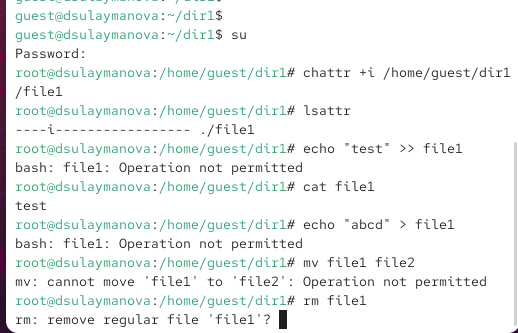 guest@dsulaymanova:~/dir1$
guest@dsulaymanova:~/dir1$
guest@dsulaymanova:~/dir1$ su
Password:
root@dsulaymanova:/home/guest/dir1# chattr +i /home/guest/dir1
/file1
root@dsulaymanova:/home/guest/dir1# lsattr
----i----------------- ./file1
root@dsulaymanova:/home/guest/dir1# echo "test" >> file1
bash: file1: Operation not permitted
root@dsulaymanova:/home/guest/dir1# cat file1
test
root@dsulaymanova:/home/guest/dir1# echo "abcd" > file1
bash: file1: Operation not permitted
root@dsulaymanova:/home/guest/dir1# mv file1 file2
mv: cannot move 'file1' to 'file2': Operation not permitted
root@dsulaymanova:/home/guest/dir1# rm file1
rm: remove regular file 'file1'?